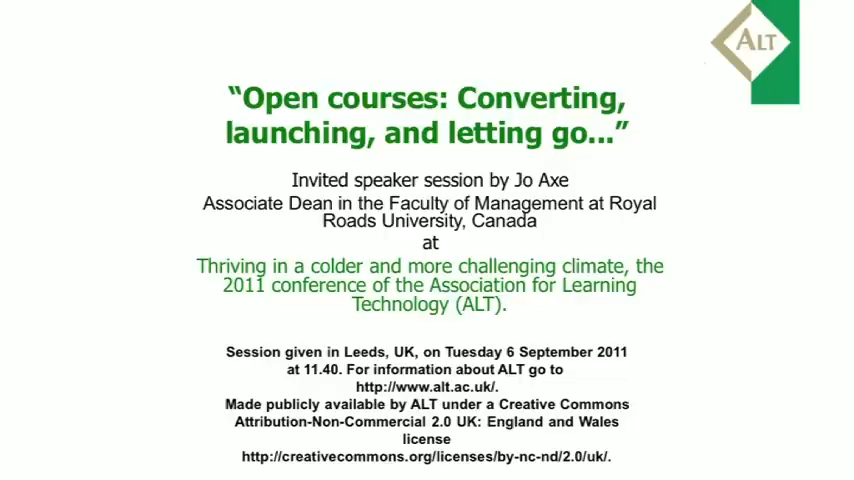 ALT
“Open courses: Converting,
launching, and letting go...”
Invited speaker session by Jo Axe
Associate Dean in the Faculty of Management at Royal
Roads University, Canada
at
Thriving in a colder and more challenging climate, the
2011 conference of the Association for Learning
Technology (ALT).
Session given in Leeds, UK, on Tuesday 6 September 2011
at 11.40. For information about ALT go to
http://www.alt.ac.uk/.
Made publicly available by ALT under a Creative Commons
Attribution-Non-Commercial 2.0 UK: England and Wales
license
http://creativecommons.org/licenses/by-nc-nd/2.0/uk/.